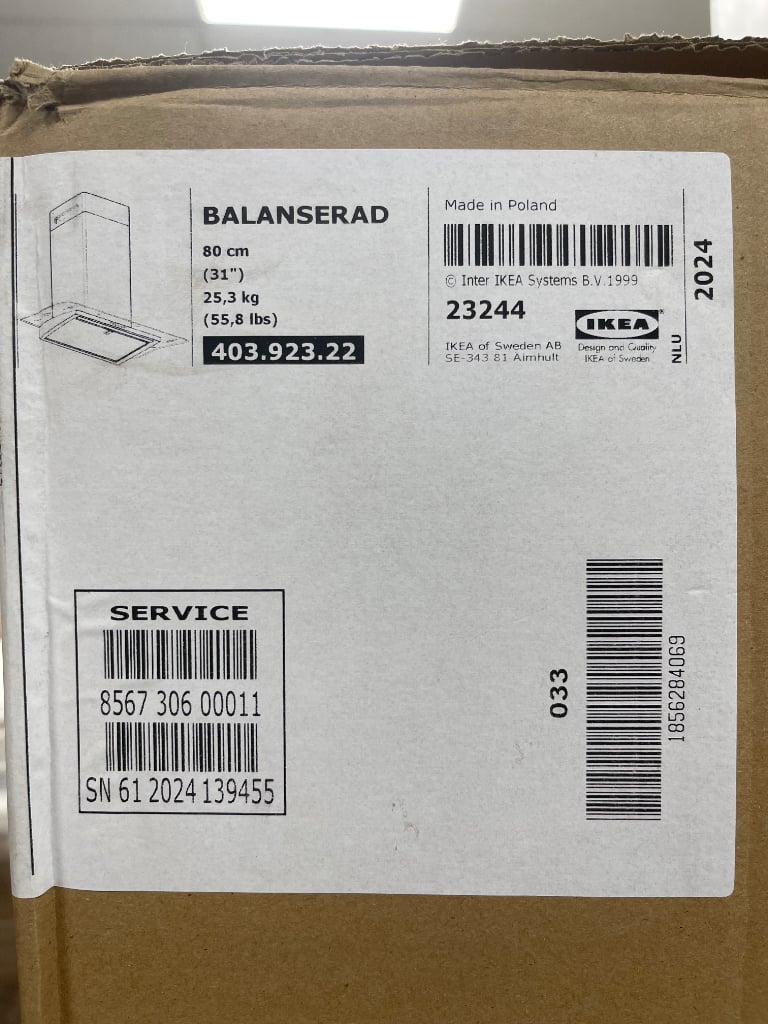 BALANSERAD
80 cm
(31")
25,3 kg
(55,8 lbs)
403.923.22
Made in Poland
© Inter IKEA Systems B.V.1999
23244
IKEA of Sweden AB
SE-343 81 Älmhult
IKEA®
Design and Quality
IKEA of Sweden
NLU
2024
SERVICE
8567 306 00011
SN 61 2024 139455
033
1856284069